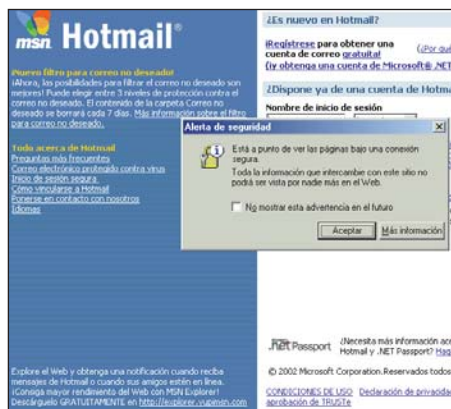 msn Hotmail®
¡Nuevo filtro para correo no deseado!
¡Ahora, las posibilidades para filtrar el correo no deseado son
mejores! Puede elegir entre 3 niveles de protección contra el
correo no deseado. El contenido de la carpeta Correo no
deseado se borrará cada 7 días. Más información sobre el filtro
para correo no deseado.
Todo acerca de Hotmail
Preguntas más frecuentes
Correo electrónico protegido contra virus
Inicio de sesión segura
Cómo vincularse a Hotmail
Ponerse en contacto con nosotros
Idiomas
Explore el Web y obtenga una notificación cuando reciba
mensajes de Hotmail o cuando sus amigos estén en línea.
¡Consiga mayor rendimiento del Web con MSN Explorer!
Descárguelo GRATUITAMENTE en http://explorer.yupimsn.com
¿Es nuevo en Hotmail?
¡Regístrese para obtener una
cuenta de correo gratuita!
(¿Por qué
(¡y obtenga una cuenta de Microsoft® .NET
¿Dispone ya de una cuenta de Hotma
Nombre de inicio de sesión
Alerta de seguridad
Está a punto de ver las páginas bajo una conexión
segura.
Toda la información que intercambie con este sitio no
podrá ser vista por nadie más en el Web.
No mostrar esta advertencia en el futuro
Aceptar
Más información
.net Passport
¿Necesita más información ace
Hotmail y .NET Passport? Hag
© 2002 Microsoft Corporation.Reservados todos
CONDICIONES DE USO Declaración de privacida
aprobación de TRUSTe